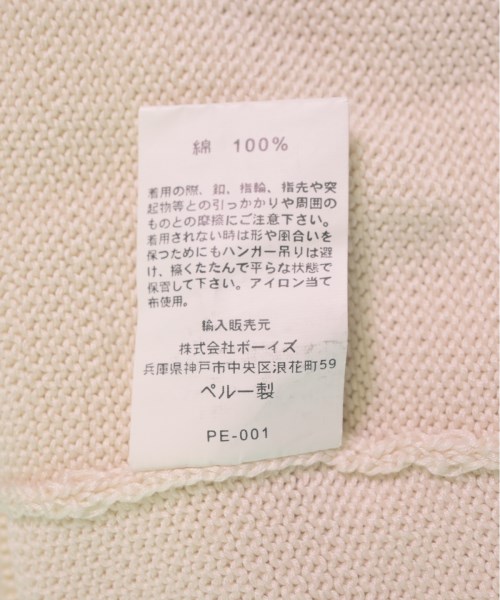 綿 100%
着用の際、釦、指輪、指先や突
起物等との引っかかりや周囲の
ものとの摩擦にご注意下さい。
着用されない時は形や風合いを
保つためにもハンガー吊りは避
け、軽くたたんで平らな状態で
保管して下さい。アイロン当て
布使用。
輸入販売元
株式会社ボーイズ
兵庫県神戸市中央区浪花町59
ペルー製
PE-001